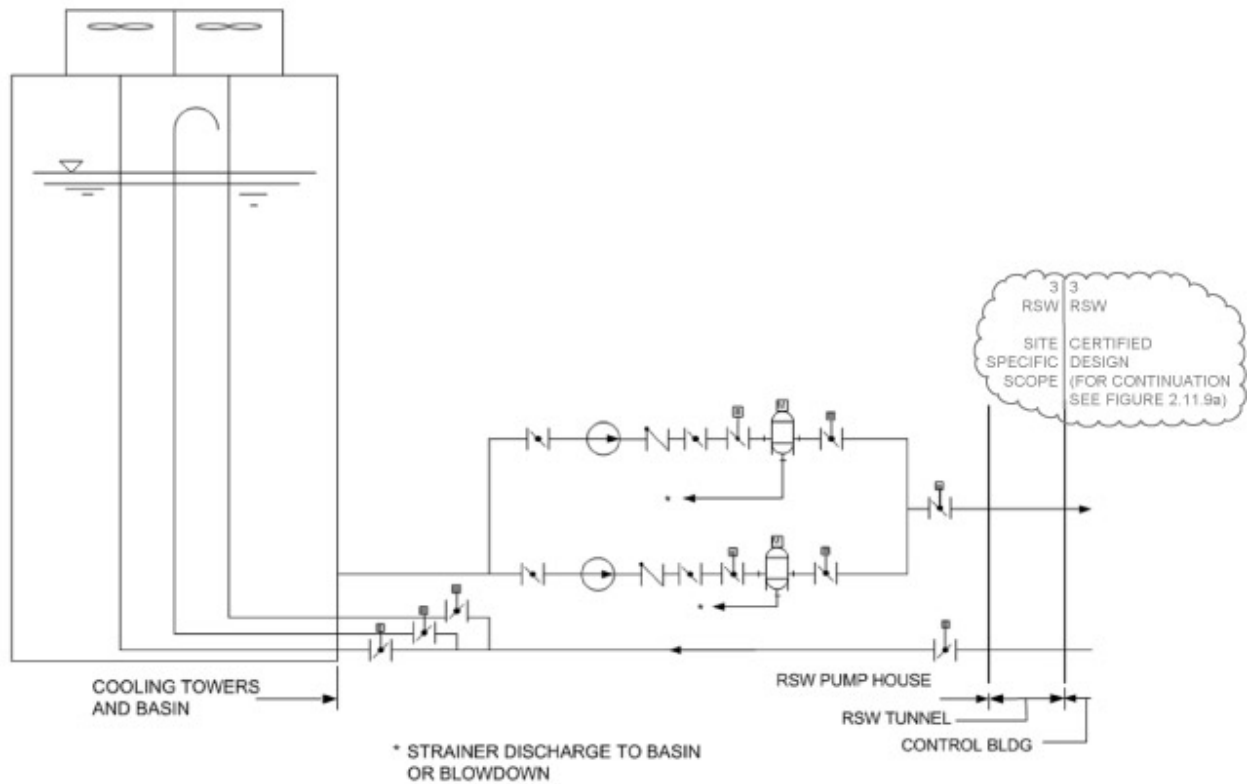 3 3
RSW RSW
SITE CERTIFIED
SPECIFIC DESIGN
SCOPE (FOR CONTINUATION
SEE FIGURE 2.11.9a)
*
*
COOLING TOWERS
AND BASIN
RSW PUMP HOUSE
RSW TUNNEL
CONTROL BLDG
* STRAINER DISCHARGE TO BASIN
OR BLOWDOWN